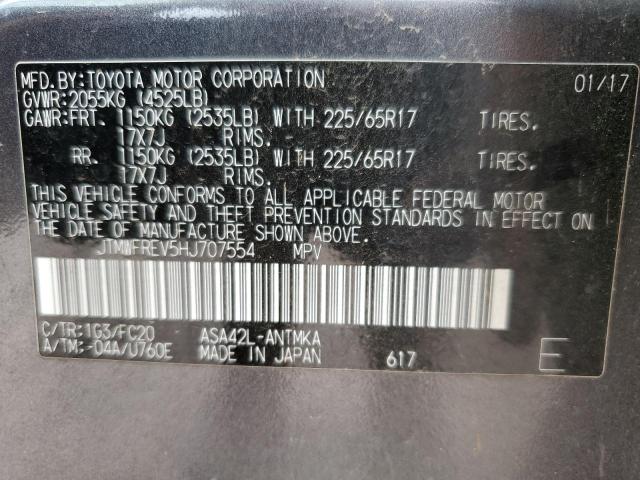 MFD.BY:TOYOTA MOTOR CORPORATION 01/17
GVWR:2055KG (4525LB)
GAWR:FRT. 1150KG (2535LB) WITH 225/65R17 TIRES.
17X7J RIMS.
RR. 1150KG (2535LB) WITH 225/65R17 TIRES.
17X7J RIMS.
THIS VEHICLE CONFORMS TO ALL APPLICABLE FEDERAL MOTOR
VEHICLE SAFETY AND THEFT PREVENTION STANDARDS IN EFFECT ON
THE DATE OF MANUFACTURE SHOWN ABOVE.
JTMWFREV5HJ707554 MPV
C/TR:1G3/FC20 ASA42L-ANTMKA
A/TM:-04A/U760E MADE IN JAPAN 617 E